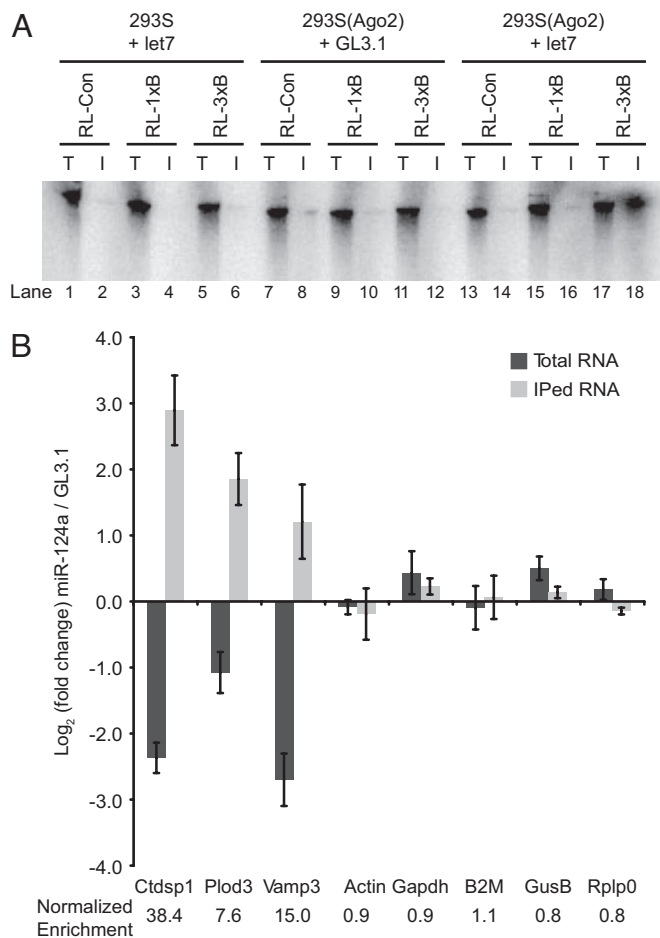 A
293S
+ let7
293S(Ago2)
+ GL3.1
293S(Ago2)
+ let7
RL-Con RL-1xB RL-3xB RL-Con RL-1xB RL-3xB RL-Con RL-1xB RL-3xB
T I T I T I T I T I T I T I T I T I
Lane 1 2 3 4 5 6 7 8 9 10 11 12 13 14 15 16 17 18
B
Total RNA
IPed RNA
Log2 (fold change) miR-124a / GL3.1
4.0
3.0
2.0
1.0
0.0
-1.0
-2.0
-3.0
-4.0
Ctdsp1 Plod3 Vamp3 Actin Gapdh B2M GusB Rplp0
Normalized
Enrichment
38.4 7.6 15.0 0.9 0.9 1.1 0.8 0.8